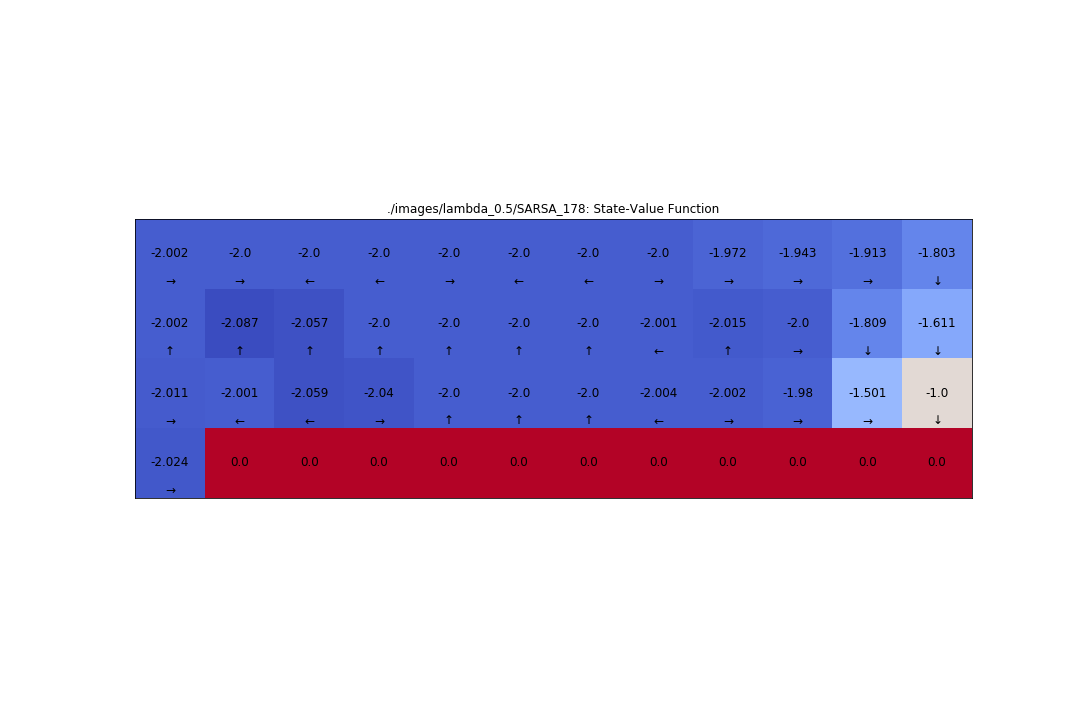 ./images/lambda_0.5/SARSA_178: State-Value Function
-2.002 -2.0 -2.0 -2.0 -2.0 -2.0 -2.0 -2.0 -1.972 -1.943 -1.913 -1.803
→ → ← ← → ← ← → → → → ↓
-2.002 -2.087 -2.057 -2.0 -2.0 -2.0 -2.0 -2.001 -2.015 -2.0 -1.809 -1.611
↑ ↑ ↑ ↑ ↑ ↑ ↑ ← ↑ → ↓ ↓
-2.011 -2.001 -2.059 -2.04 -2.0 -2.0 -2.0 -2.004 -2.002 -1.98 -1.501 -1.0
→ ← ← → ↑ ↑ ↑ ← → → → ↓
-2.024 0.0 0.0 0.0 0.0 0.0 0.0 0.0 0.0 0.0 0.0 0.0
→